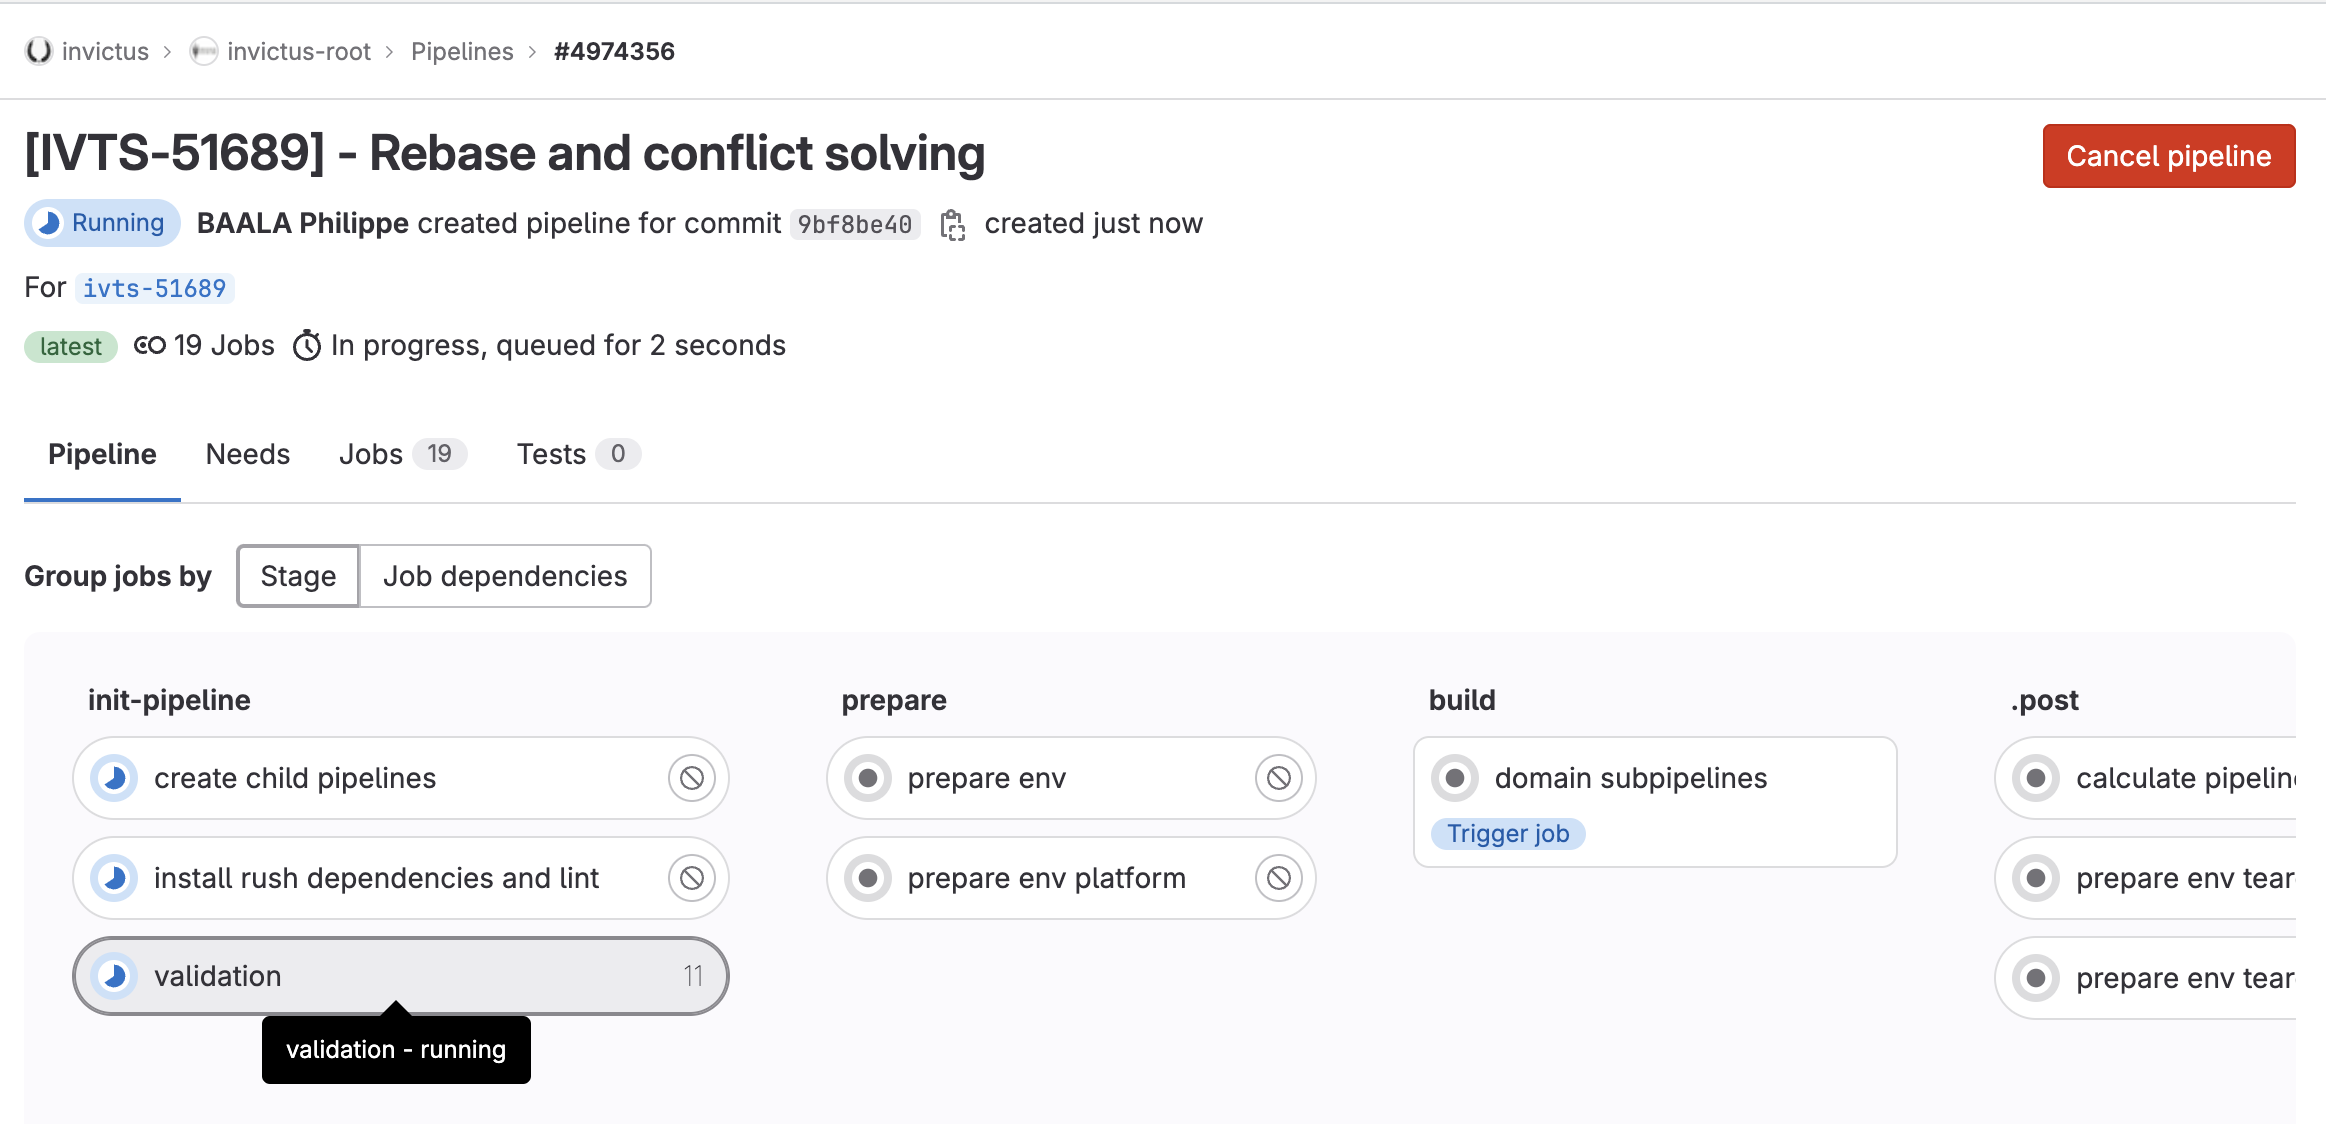 invictus > invictus-root > Pipelines > #4974356
[IVTS-51689] - Rebase and conflict solving
Cancel pipeline
Running BAALA Philippe created pipeline for commit 9bf8be40 created just now
For ivts-51689
latest 19 Jobs In progress, queued for 2 seconds
Pipeline Needs Jobs 19 Tests 0
Group jobs by Stage Job dependencies
init-pipeline
create child pipelines
install rush dependencies and lint
validation 11
validation - running
prepare
prepare env
prepare env platform
build
domain subpipelines
Trigger job
.post
calculate pipelin
prepare env tear
prepare env tear